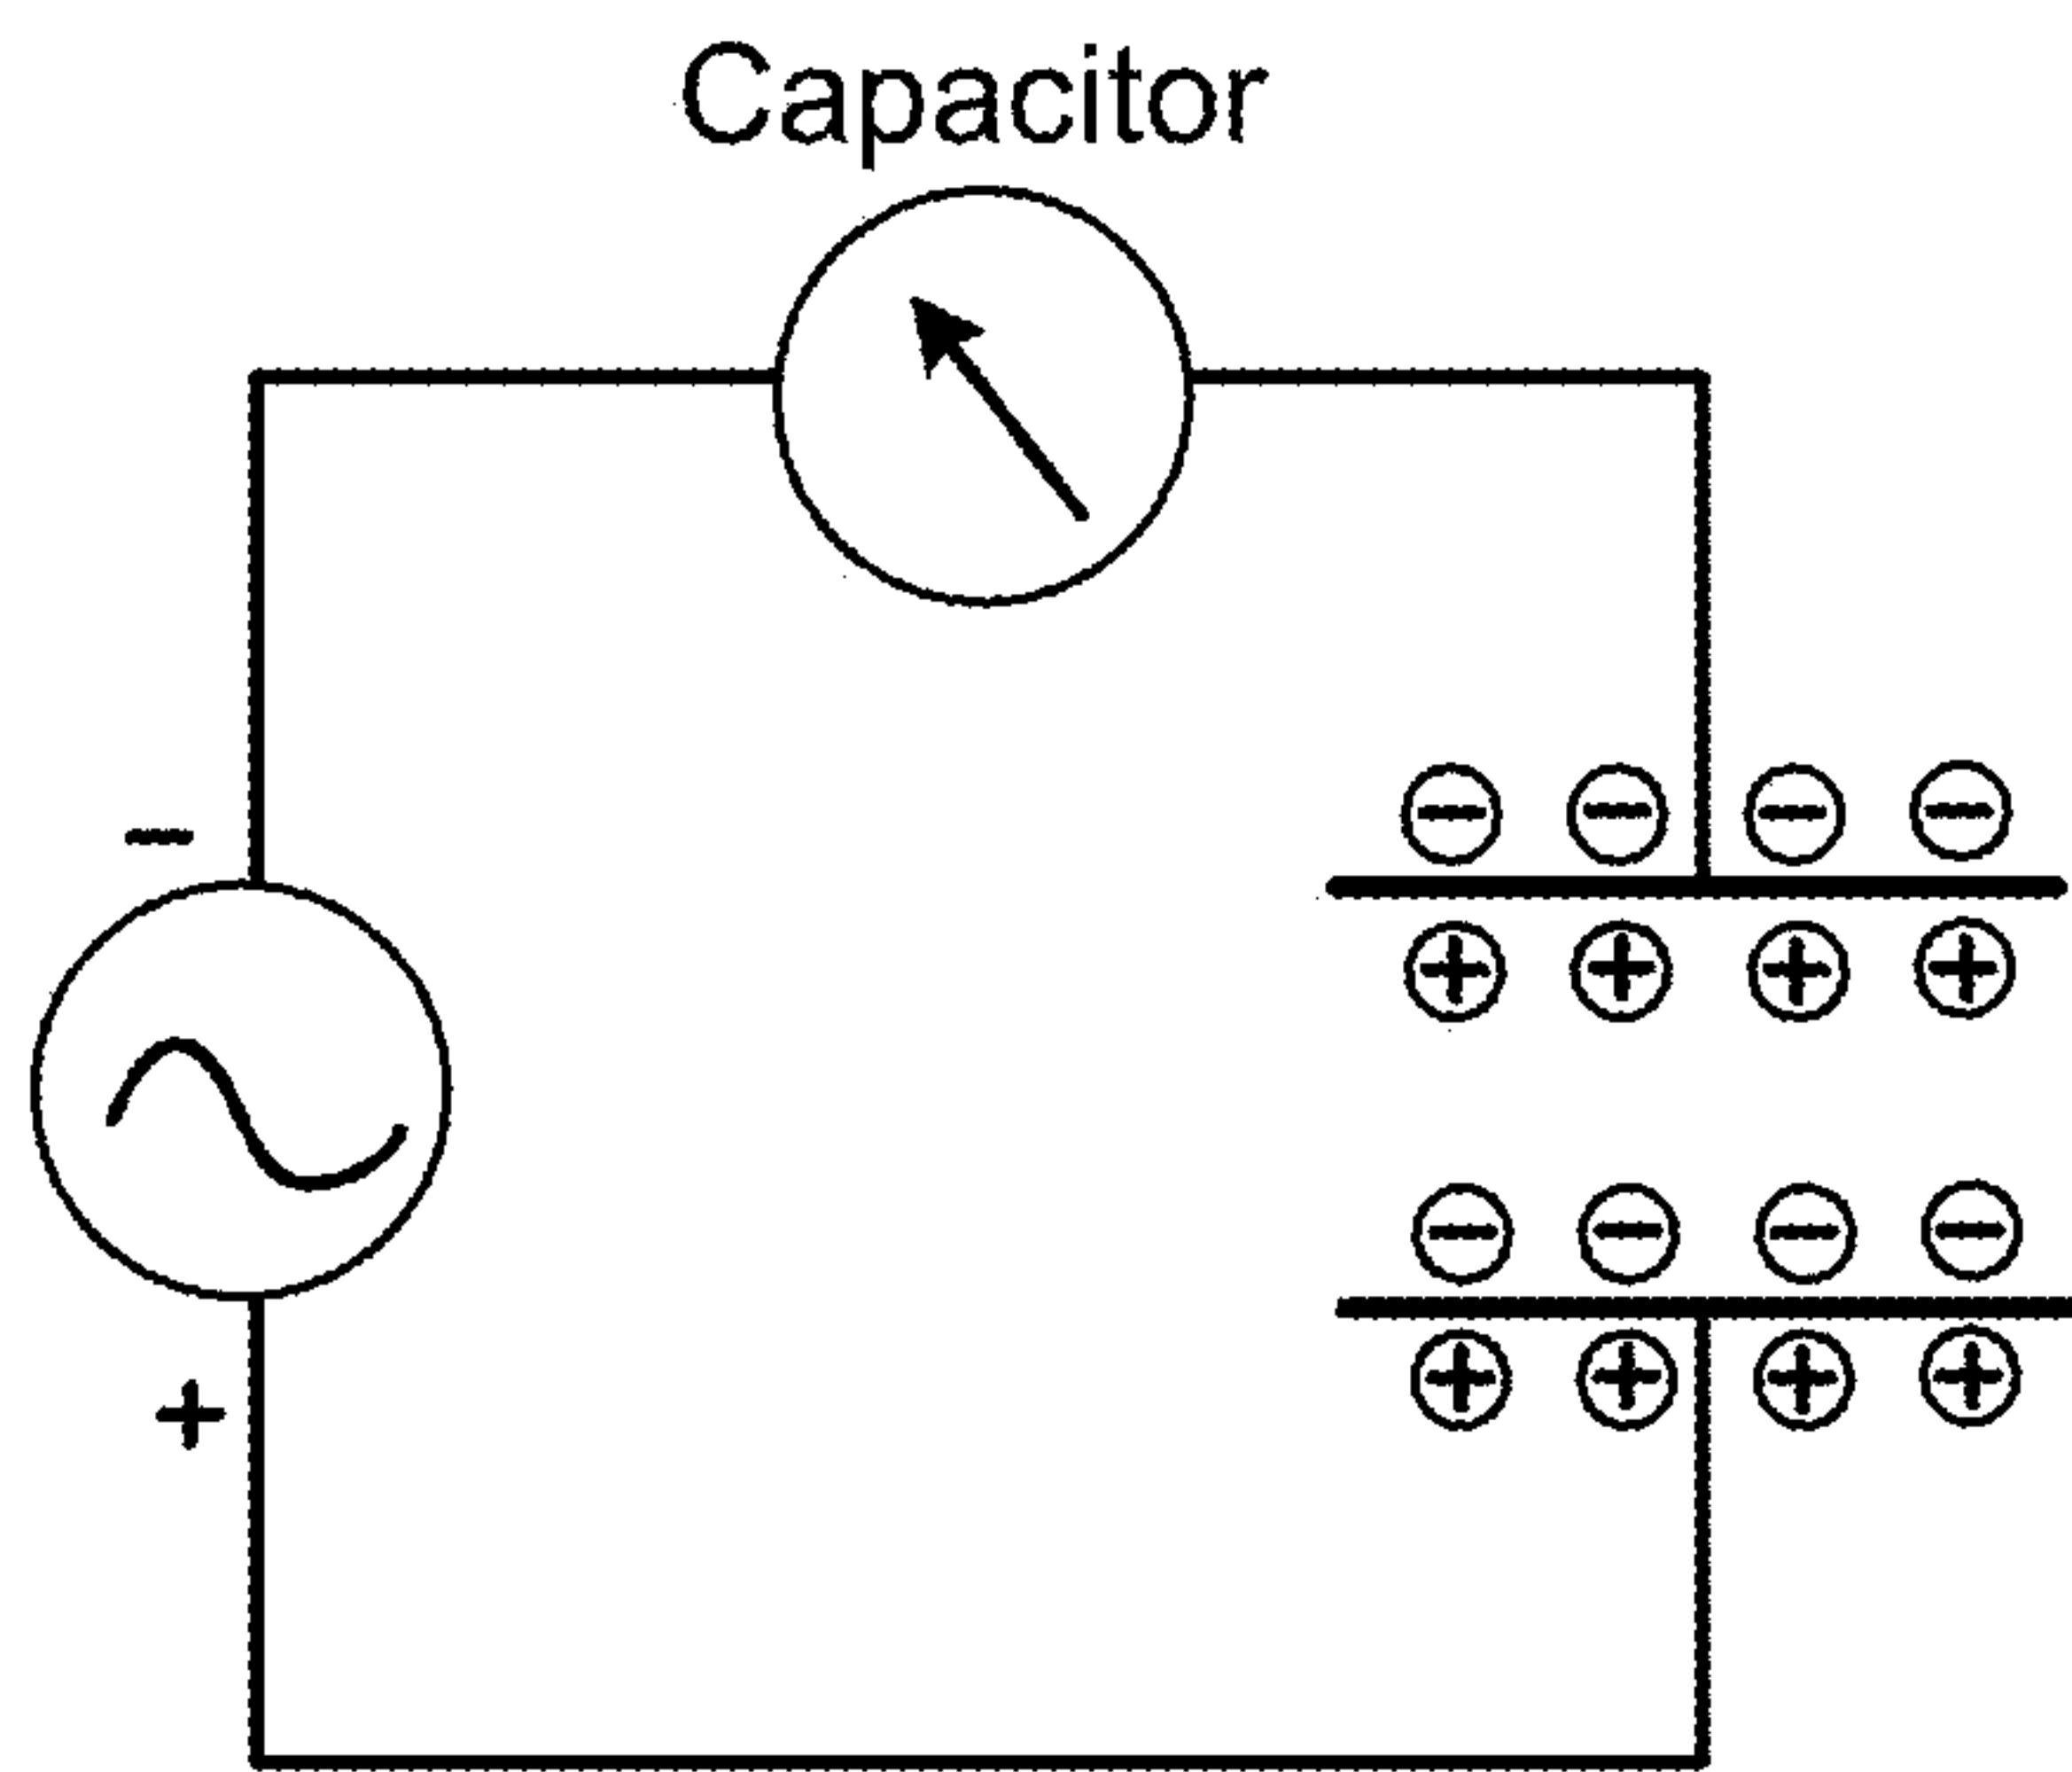 Capacitor
−
+
− − − −
+ + + +
− − − −
+ + + +